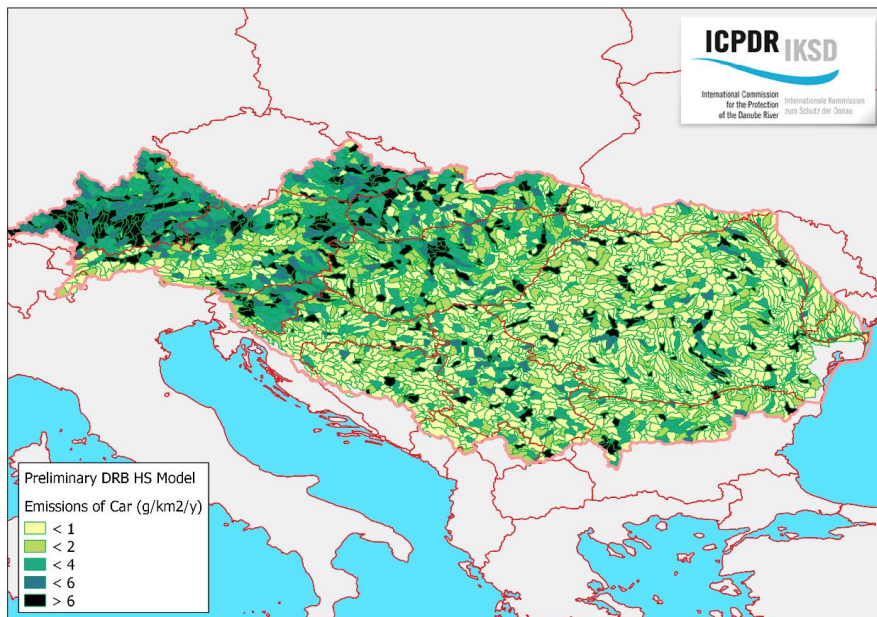 ICPDR IKSD
International Commission
for the Protection
of the Danube River
Internationale Kommission
zum Schutz der Donau
Preliminary DRB HS Model
Emissions of Car (g/km2/y)
< 1
< 2
< 4
< 6
> 6